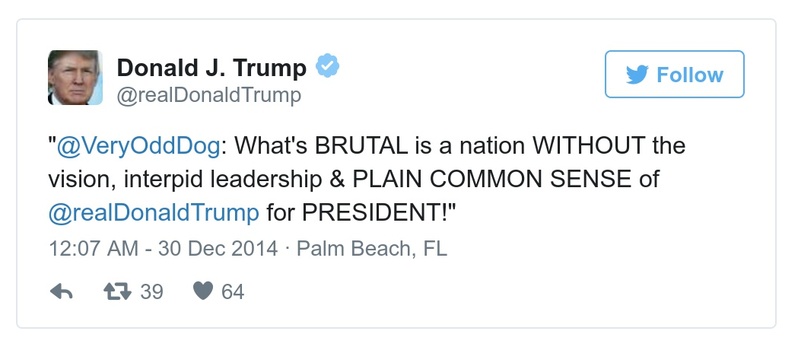 Donald J. Trump
@realDonaldTrump
Follow
"@VeryOddDog: What's BRUTAL is a nation WITHOUT the
vision, interpid leadership & PLAIN COMMON SENSE of
@realDonaldTrump for PRESIDENT!"
12:07 AM - 30 Dec 2014 · Palm Beach, FL
39 64